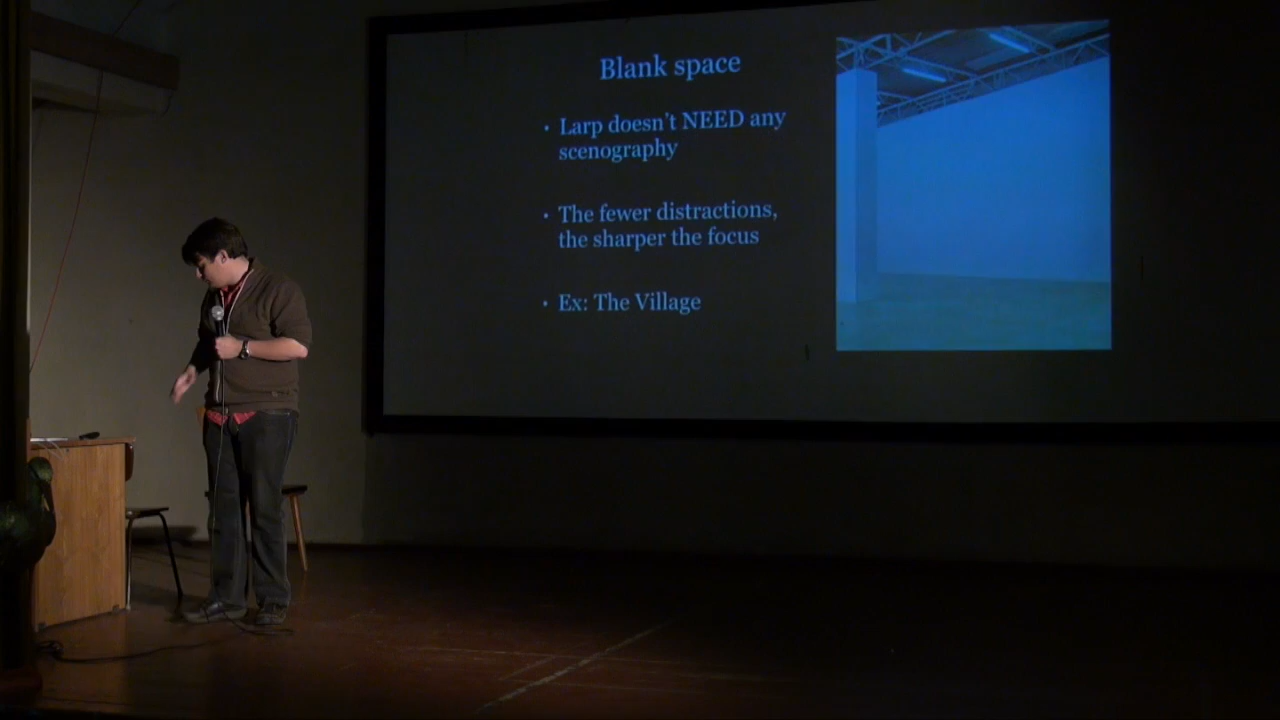 Blank space
• Larp doesn't NEED any
scenography
• The fewer distractions,
the sharper the focus
• Ex: The Village